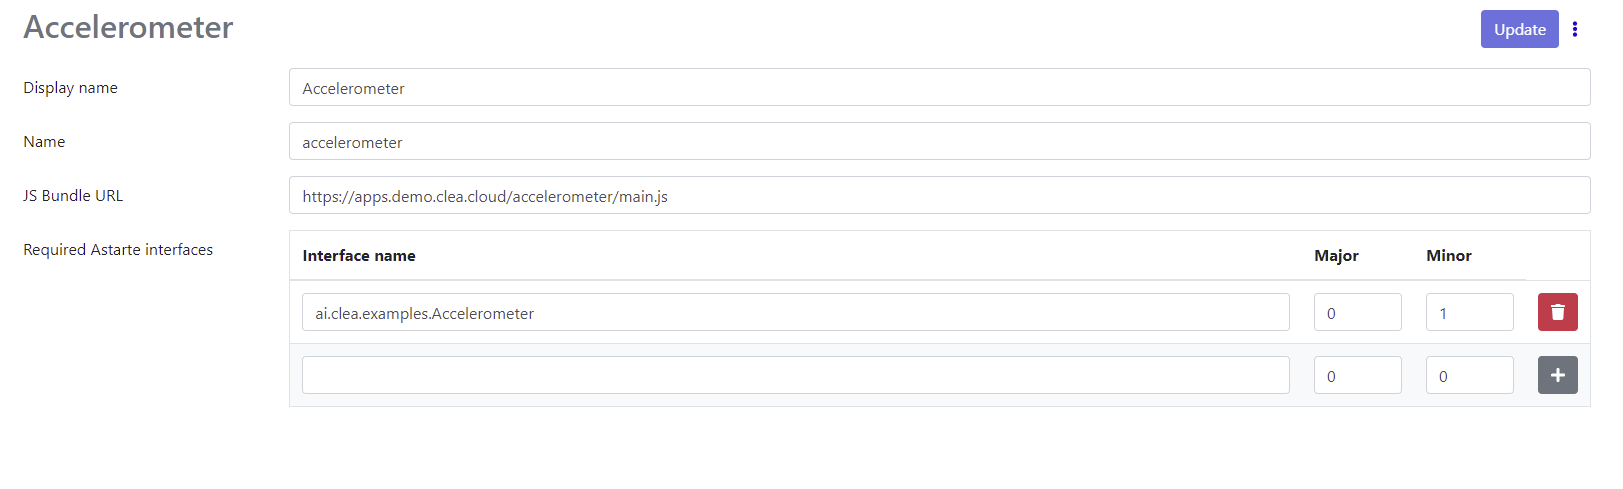 Accelerometer
Update
Display name
Accelerometer
Name
accelerometer
JS Bundle URL
https://apps.demo.clea.cloud/accelerometer/main.js
Required Astarte interfaces
Interface name Major Minor
ai.clea.examples.Accelerometer 0 1
0 0